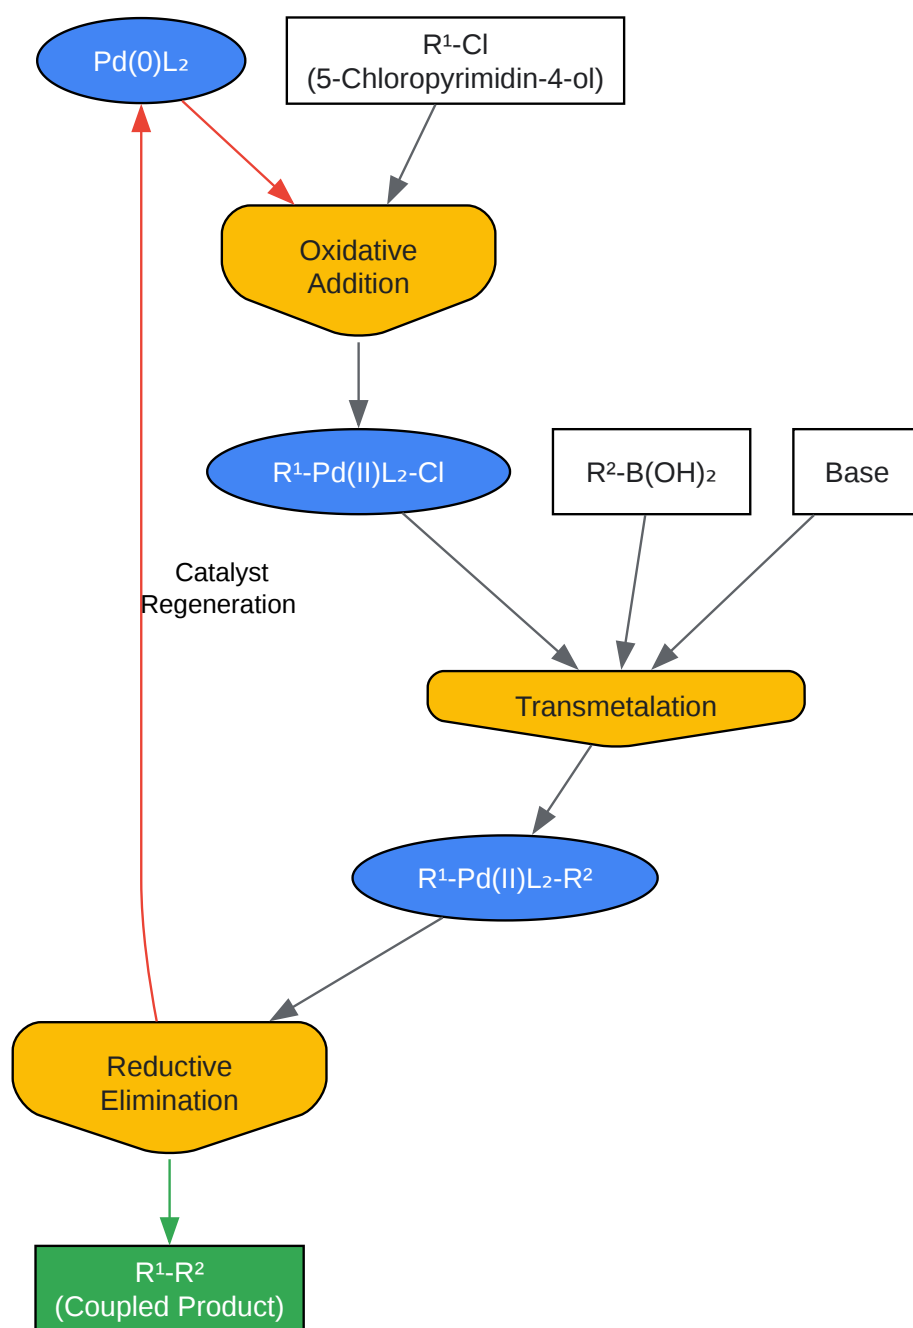 Pd(0)L₂
R¹-Cl
(5-Chloropyrimidin-4-ol)
Oxidative
Addition
R¹-Pd(II)L₂-Cl
R²-B(OH)₂
Base
Catalyst
Regeneration
Transmetalation
R¹-Pd(II)L₂-R²
Reductive
Elimination
R¹-R²
(Coupled Product)